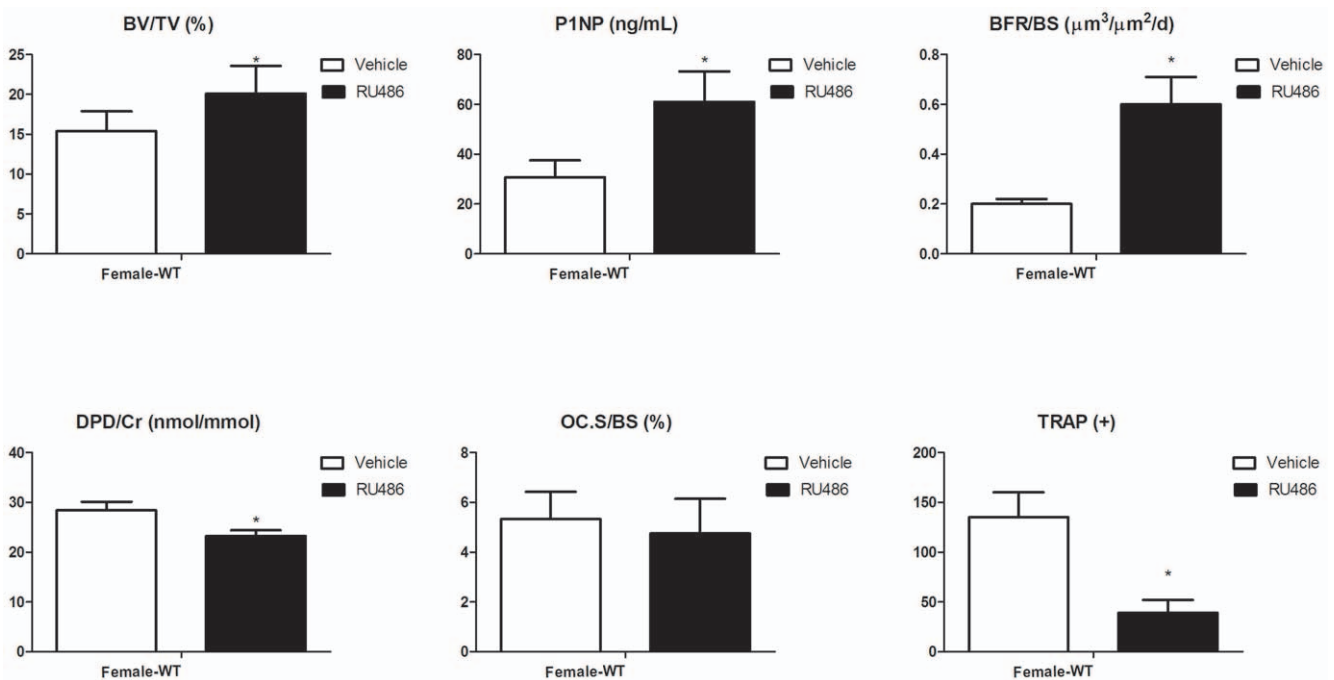 BV/TV (%)
25
20
15
10
5
0
*
Vehicle
RU486
Female-WT
P1NP (ng/mL)
80
60
40
20
0
*
Vehicle
RU486
Female-WT
BFR/BS (μm³/μm²/d)
0.8
0.6
0.4
0.2
0.0
*
Vehicle
RU486
Female-WT
DPD/Cr (nmol/mmol)
40
30
20
10
0
*
Vehicle
RU486
Female-WT
OC.S/BS (%)
8
6
4
2
0
Vehicle
RU486
Female-WT
TRAP (+)
200
150
100
50
0
*
Vehicle
RU486
Female-WT